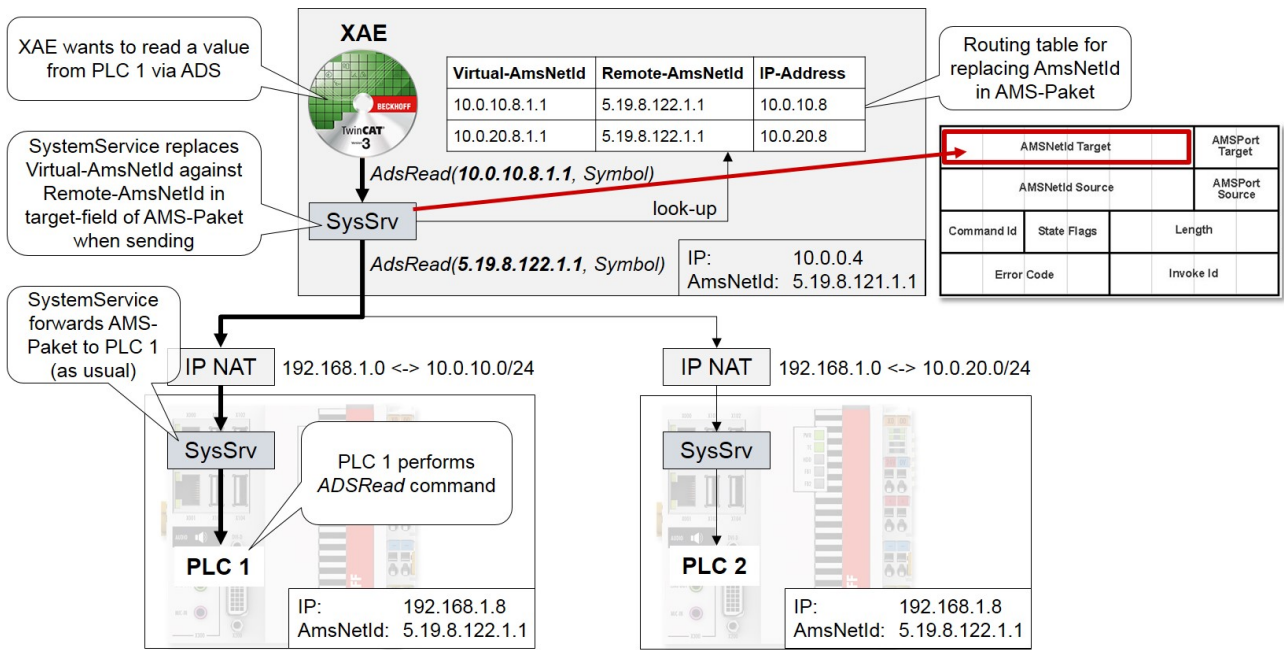 XAE wants to read a value
from PLC 1 via ADS
XAE
BECKHOFF
TwinCAT
3
Virtual-AmsNetId Remote-AmsNetId IP-Address
10.0.10.8.1.1 5.19.8.122.1.1 10.0.10.8
10.0.20.8.1.1 5.19.8.122.1.1 10.0.20.8
Routing table for
replacing AmsNetId
in AMS-Paket
SystemService replaces
Virtual-AmsNetId against
Remote-AmsNetId in
target-field of AMS-Paket
when sending
AdsRead(10.0.10.8.1.1, Symbol)
SysSrv
look-up
AdsRead(5.19.8.122.1.1, Symbol)
IP: 10.0.0.4
AmsNetId: 5.19.8.121.1.1
AMSNetId Target AMSPort Target
AMSNetId Source AMSPort Source
Command Id State Flags Length
Error Code Invoke Id
SystemService
forwards AMS-
Paket to PLC 1
(as usual)
IP NAT 192.168.1.0 <-> 10.0.10.0/24
IP NAT 192.168.1.0 <-> 10.0.20.0/24
SysSrv
PLC 1 performs
ADSRead command
PLC 1
IP: 192.168.1.8
AmsNetId: 5.19.8.122.1.1
SysSrv
PLC 2
IP: 192.168.1.8
AmsNetId: 5.19.8.122.1.1